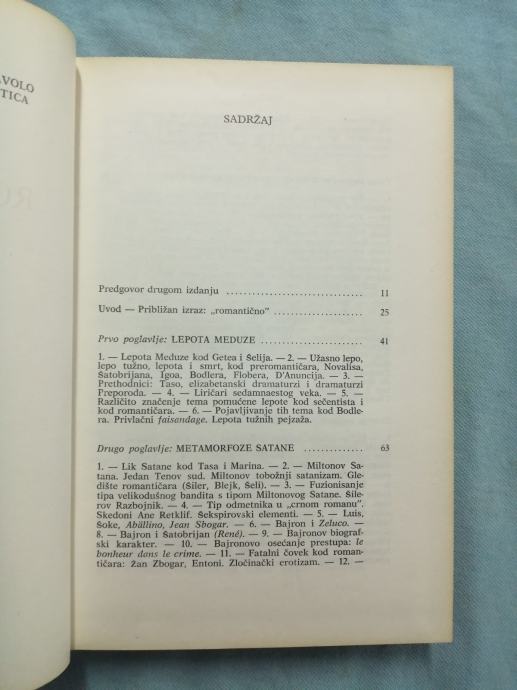 VOLO
TICA
SADRŽAJ
Predgovor drugom izdanju ................................ 11
Uvod — Približan izraz: „romantično" ...................... 25
Prvo poglavlje: LEPOTA MEDUZE ........................ 41
1. — Lepota Meduze kod Getea i Šelija. — 2. — Užasno lepo,
lepo tužno, lepota i smrt, kod preromantičara, Novalisa,
Šatobrijana, Igoa, Bodlera, Flobera, D'Anuncija. — 3. —
Prethodnici: Taso, elizabetanski dramaturzi i dramaturzi
Preporoda. — 4. — Liričari sedamnaestog veka. — 5. —
Različito značenje tema pomućene lepote kod sečentista i
kod romantičara. — 6. — Pojavljivanje tih tema kod Bodle-
ra. Privlačni faisandage. Lepota tužnih pejzaža.
Drugo poglavlje: METAMORFOZE SATANE .............. 63
1. — Lik Satane kod Tasa i Marina. — 2. — Miltonov Sa-
tana. Jedan Tenov sud. Miltonov tobožnji satanizam. Gle-
dište romantičara (Šiler, Blejk, Šeli). — 3. — Fuzionisanje
tipa velikodušnog bandita s tipom Miltonovog Satane. Šile-
rov Razbojnik. — 4. — Tip odmetnika u „crnom romanu".
Skedoni Ane Retklif. Šekspirovski elementi. — 5. — Luis,
Šoke, Abällino, Jean Sbogar. — 6. — Bajron i Zeluco. —
8. — Bajron i Šatobrijan (René). — 9. — Bajronov biograf-
ski karakter. — 10. — Bajronovo osećanje prestupa: le
bonheur dans le crime. — 11. — Fatalni čovek kod roman-
tičara: Žan Zbogar, Entoni. Zločinački erotizam. — 12. —